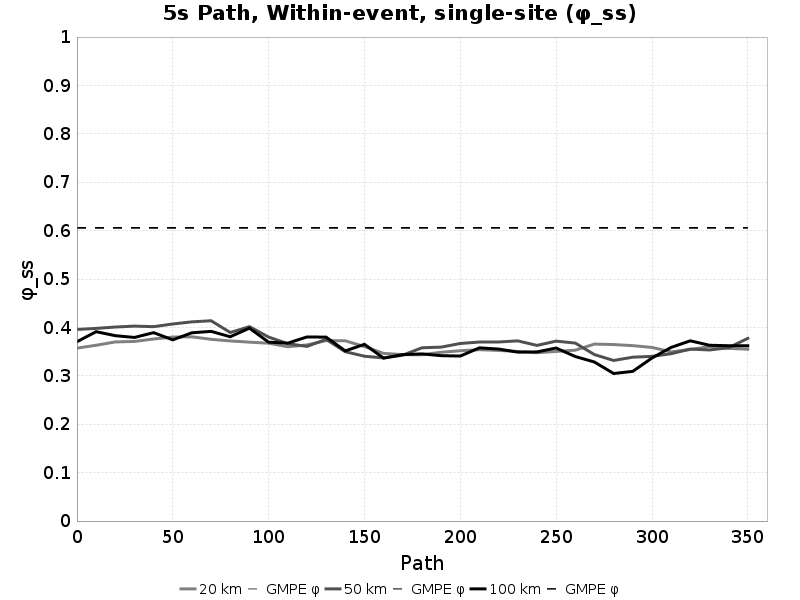 5s Path, Within-event, single-site (φ_ss)
1
0.9
0.8
0.7
0.6
0.5
0.4
0.3
0.2
0.1
0
φ_ss
0 50 100 150 200 250 300 350
Path
20 km GMPE φ 50 km GMPE φ 100 km GMPE φ